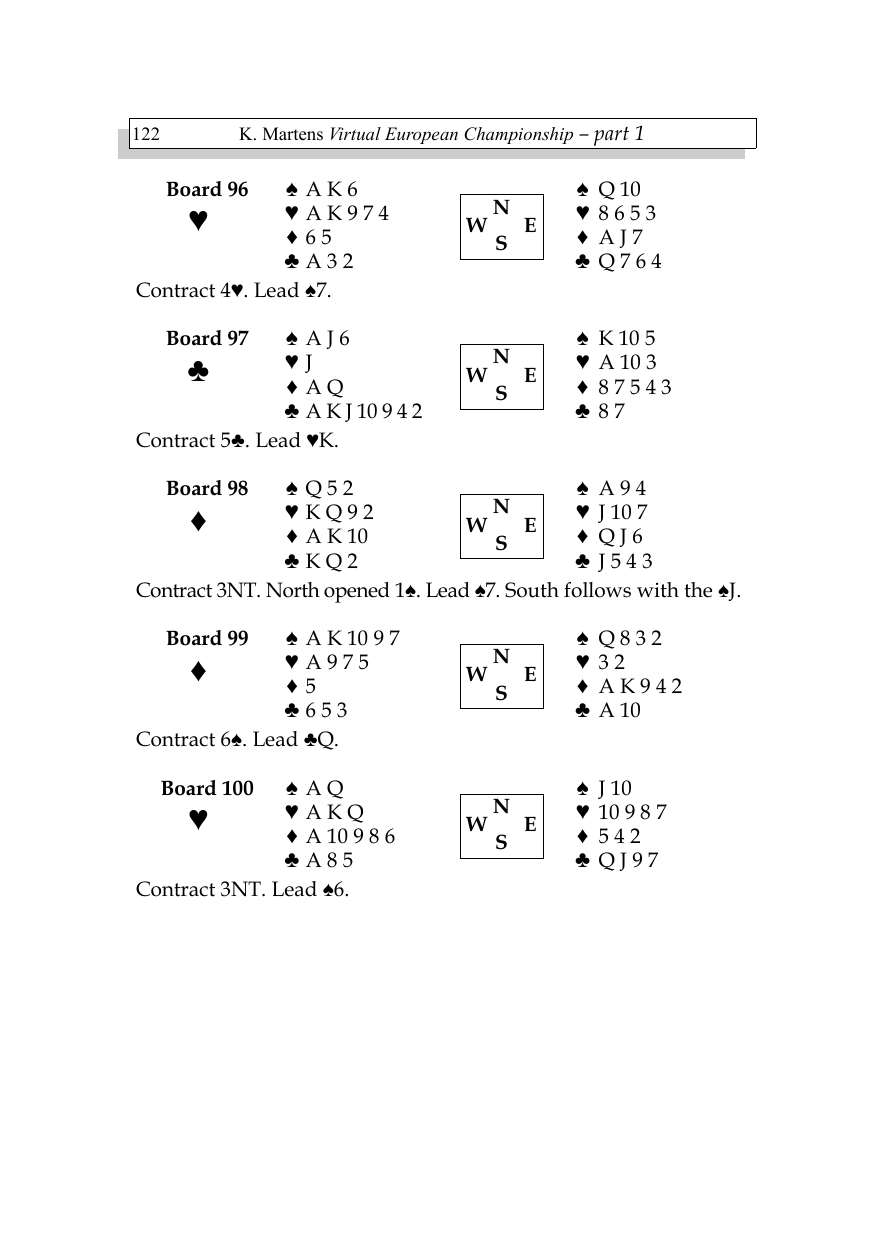 122 K. Martens Virtual European Championship – part 1
Board 96 ♠ A K 6 N ♠ Q 10
♥ ♥ A K 9 7 4 W E ♥ 8 6 5 3
♦ 6 5 S ♦ A J 7
♣ A 3 2 ♣ Q 7 6 4
Contract 4♥. Lead ♠7.
Board 97 ♠ A J 6 N ♠ K 10 5
♣ ♥ J W E ♥ A 10 3
♦ A Q S ♦ 8 7 5 4 3
♣ A K J 10 9 4 2 ♣ 8 7
Contract 5♣. Lead ♥K.
Board 98 ♠ Q 5 2 N ♠ A 9 4
♦ ♥ K Q 9 2 W E ♥ J 10 7
♦ A K 10 S ♦ Q J 6
♣ K Q 2 ♣ J 5 4 3
Contract 3NT. North opened 1♠. Lead ♠7. South follows with the ♠J.
Board 99 ♠ A K 10 9 7 N ♠ Q 8 3 2
♦ ♥ A 9 7 5 W E ♥ 3 2
♦ 5 S ♦ A K 9 4 2
♣ 6 5 3 ♣ A 10
Contract 6♠. Lead ♣Q.
Board 100 ♠ A Q N ♠ J 10
♥ ♥ A K Q W E ♥ 10 9 8 7
♦ A 10 9 8 6 S ♦ 5 4 2
♣ A 8 5 ♣ Q J 9 7
Contract 3NT. Lead ♠6.